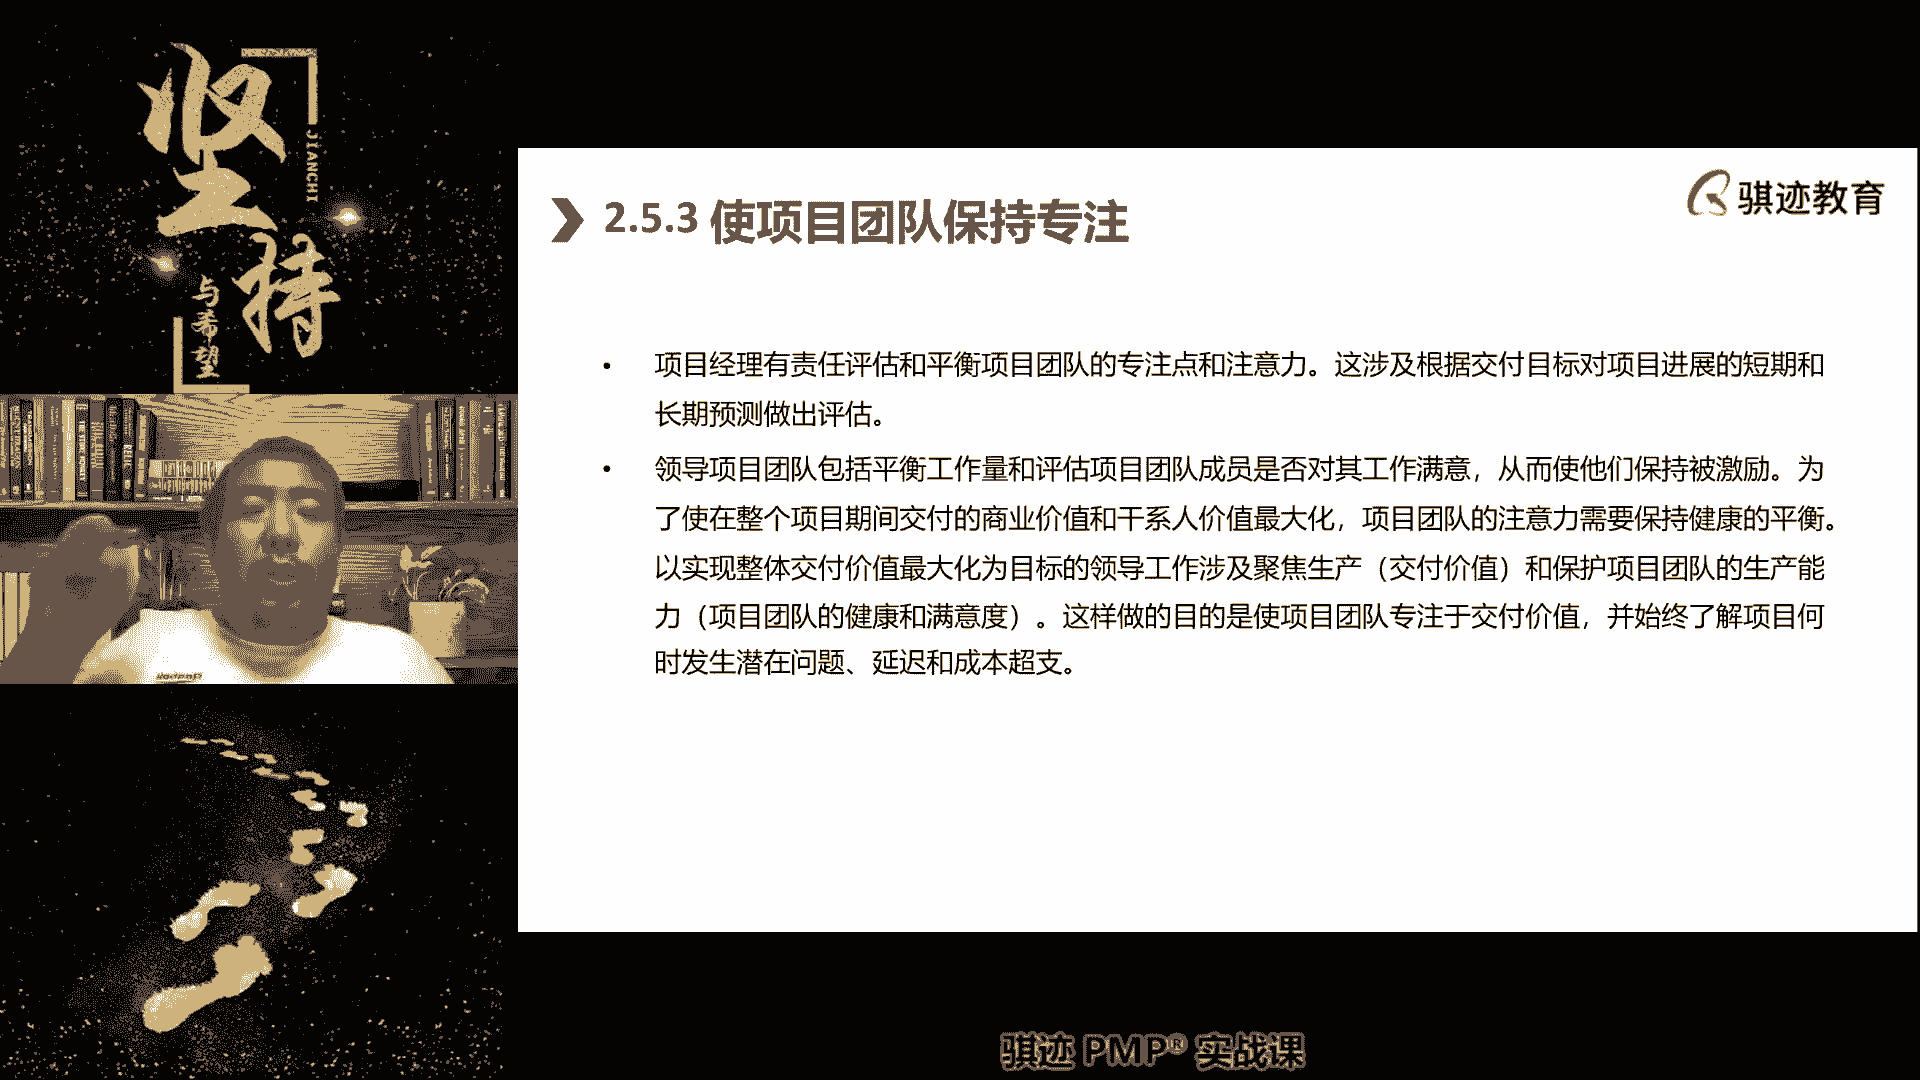 坚持
JIANCHI
与希望
骐迹教育
2.5.3 使项目团队保持专注
• 项目经理有责任评估和平衡项目团队的专注点和注意力。这涉及根据交付目标对项目进展的短期和
长期预测做出评估。
• 领导项目团队包括平衡工作量和评估项目团队成员是否对其工作满意，从而使他们保持被激励。为
了使在整个项目期间交付的商业价值和干系人价值最大化，项目团队的注意力需要保持健康的平衡。
以实现整体交付价值最大化为目标的领导工作涉及聚焦生产（交付价值）和保护项目团队的生产能
力（项目团队的健康和满意度）。这样做的目的是使项目团队专注于交付价值，并始终了解项目何
时发生潜在问题、延迟和成本超支。
骐迹 PMP® 实战课